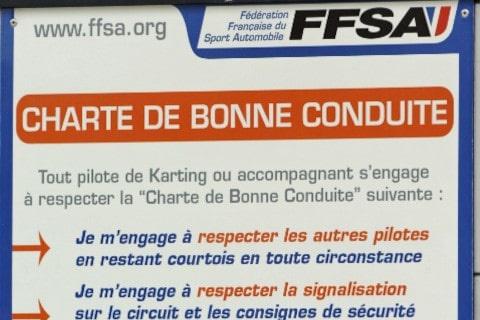 www.ffsa.org
Fédération
Française du
Sport Automobile
FFSA
CHARTE DE BONNE CONDUITE
Tout pilote de Karting ou accompagnant s'engage
à respecter la "Charte de Bonne Conduite" suivante :
Je m'engage à respecter les autres pilotes
en restant courtois en toute circonstance
Je m'engage à respecter la signalisation
sur le circuit et les consignes de sécurité